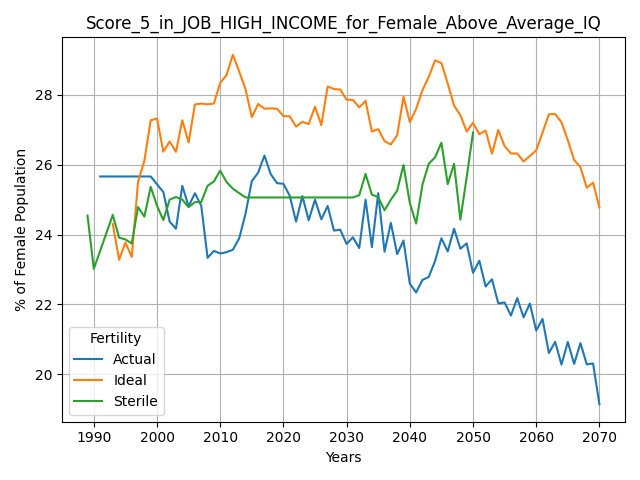 Score_5_in_JOB_HIGH_INCOME_for_Female_Above_Average_IQ
% of Female Population
28
26
24
22
20
Fertility
Actual
Ideal
Sterile
1990 2000 2010 2020 2030 2040 2050 2060 2070
Years